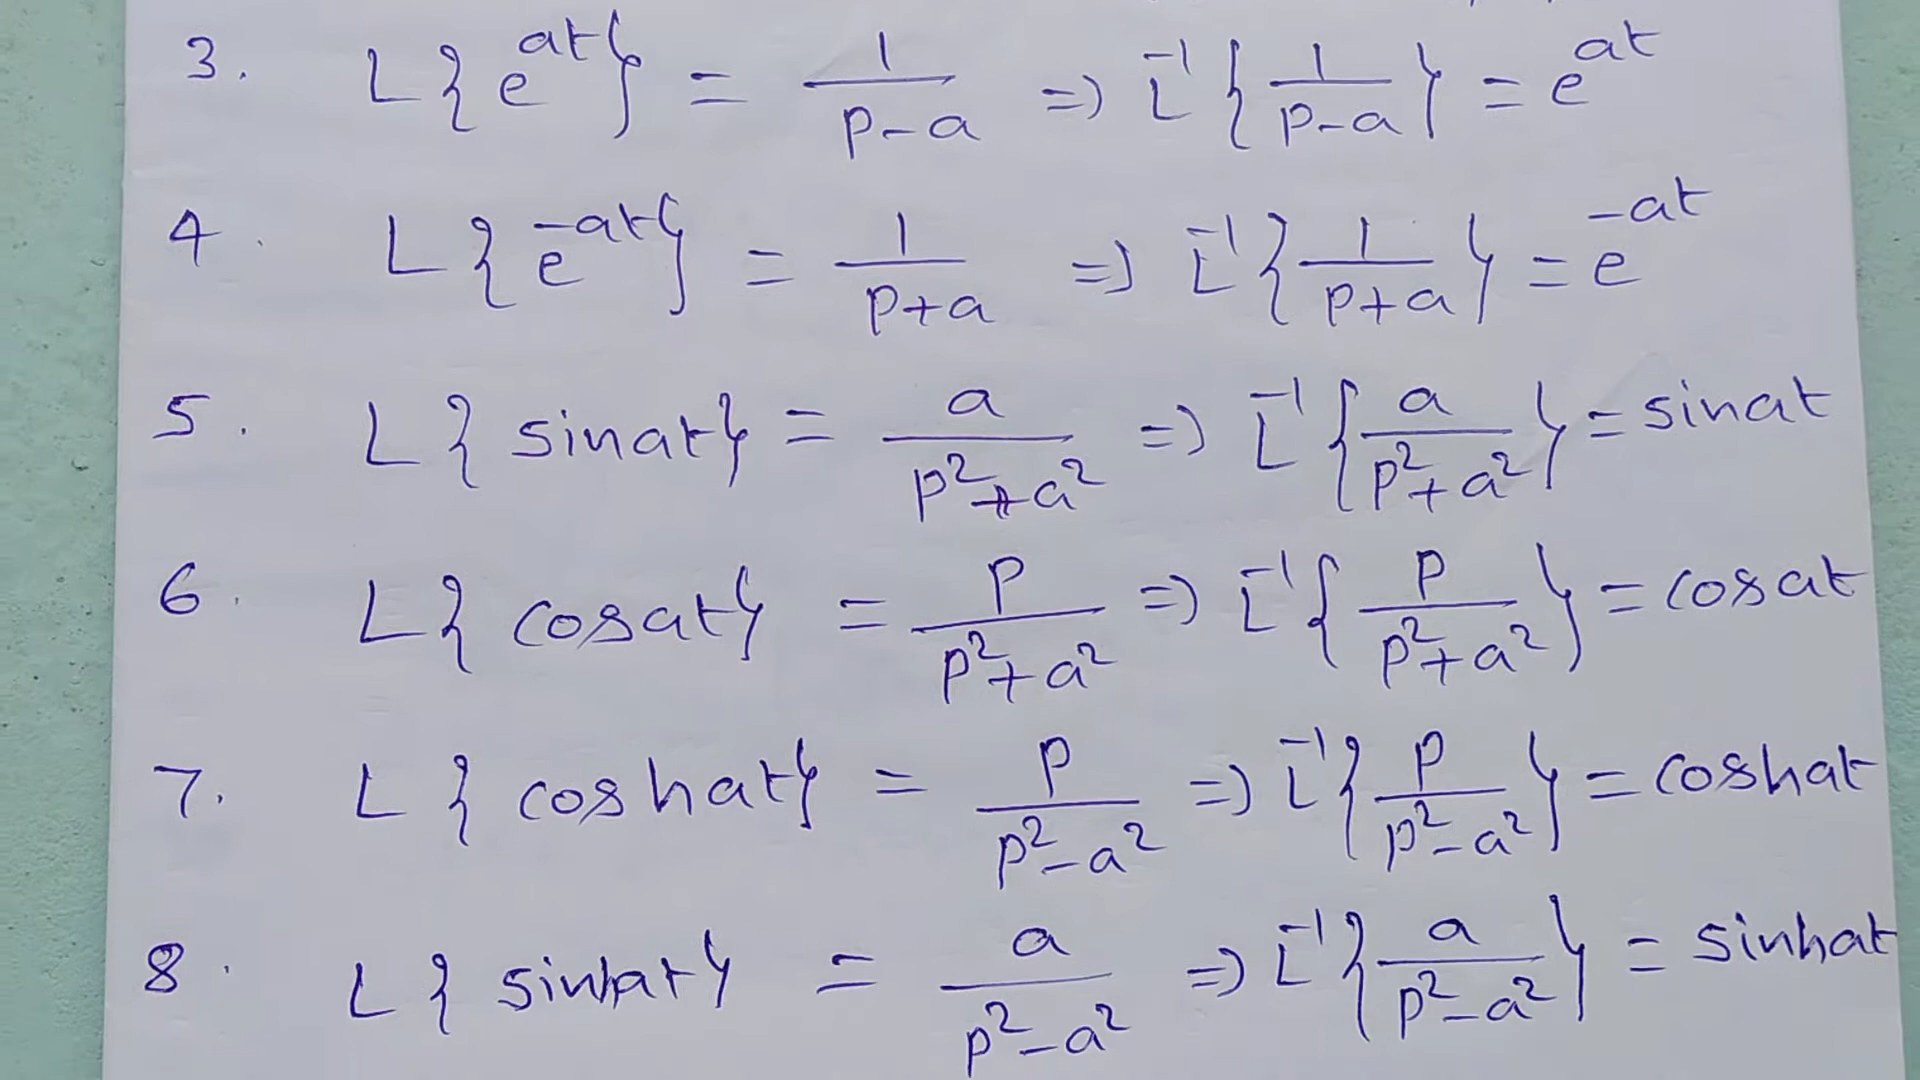 3. L{e^{at}} = 1/(p-a) => L^{-1}{1/(p-a)} = e^{at}
4. L{e^{-at}} = 1/(p+a) => L^{-1}{1/(p+a)} = e^{-at}
5. L{sinat} = a/(p²+a²) => L^{-1}{a/(p²+a²)} = sinat
6. L{cosat} = p/(p²+a²) => L^{-1}{p/(p²+a²)} = cosat
7. L{coshat} = p/(p²-a²) => L^{-1}{p/(p²-a²)} = coshat
8. L{sinhat} = a/(p²-a²) => L^{-1}{a/(p²-a²)} = sinhat